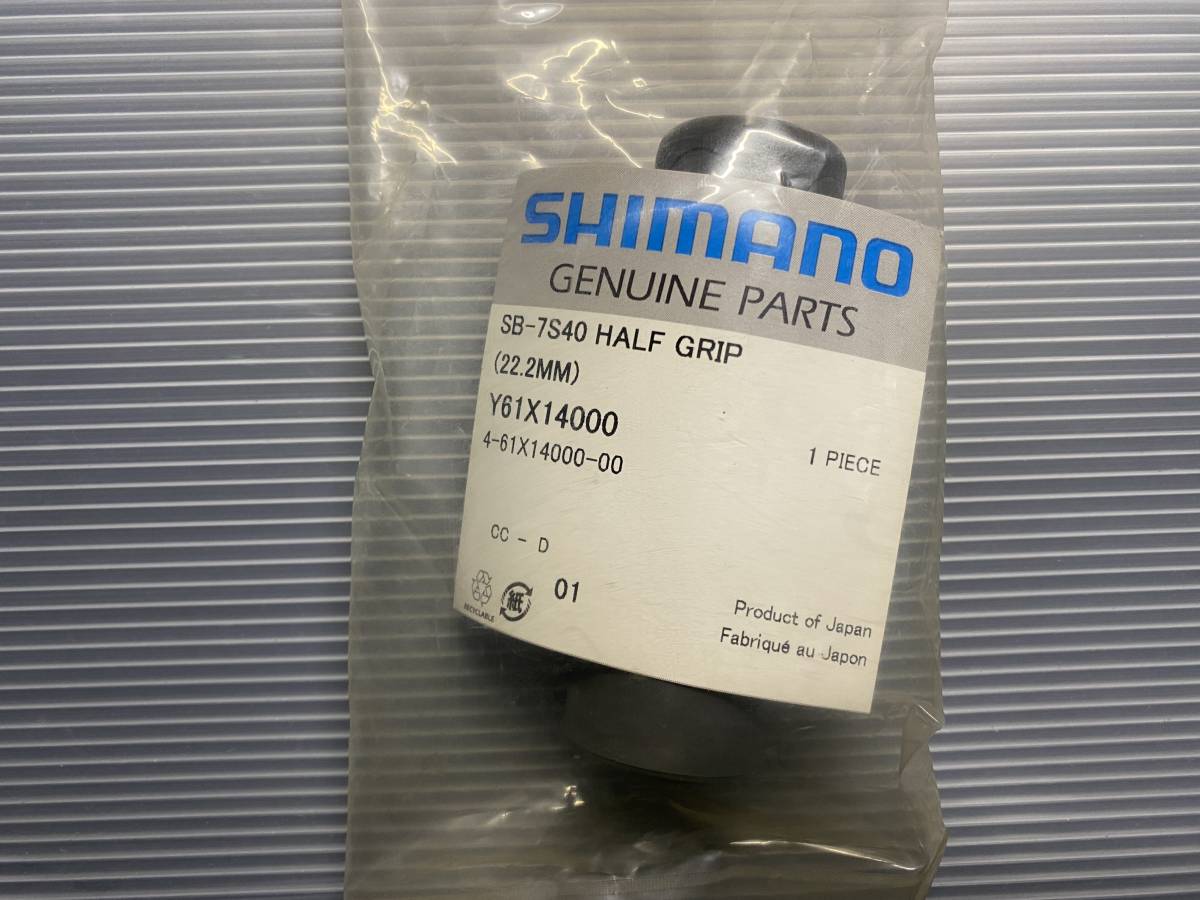 SHIMANO
GENUINE PARTS
SB-7S40 HALF GRIP
(22.2MM)
Y61X14000
4-61X14000-00
1 PIECE
CC - D
RECYCLABLE
紙
01
Product of Japan
Fabriqué au Japon